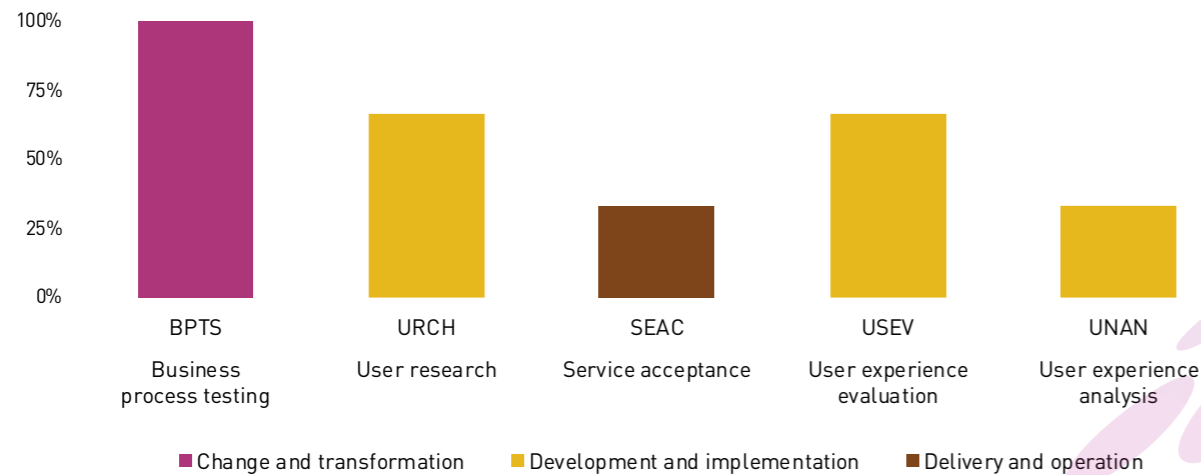 100%
75%
50%
25%
0%
BPTS
URCH
SEAC
USEV
UNAN
Business
process testing
User research
Service acceptance
User experience
evaluation
User experience
analysis
Change and transformation
Development and implementation
Delivery and operation